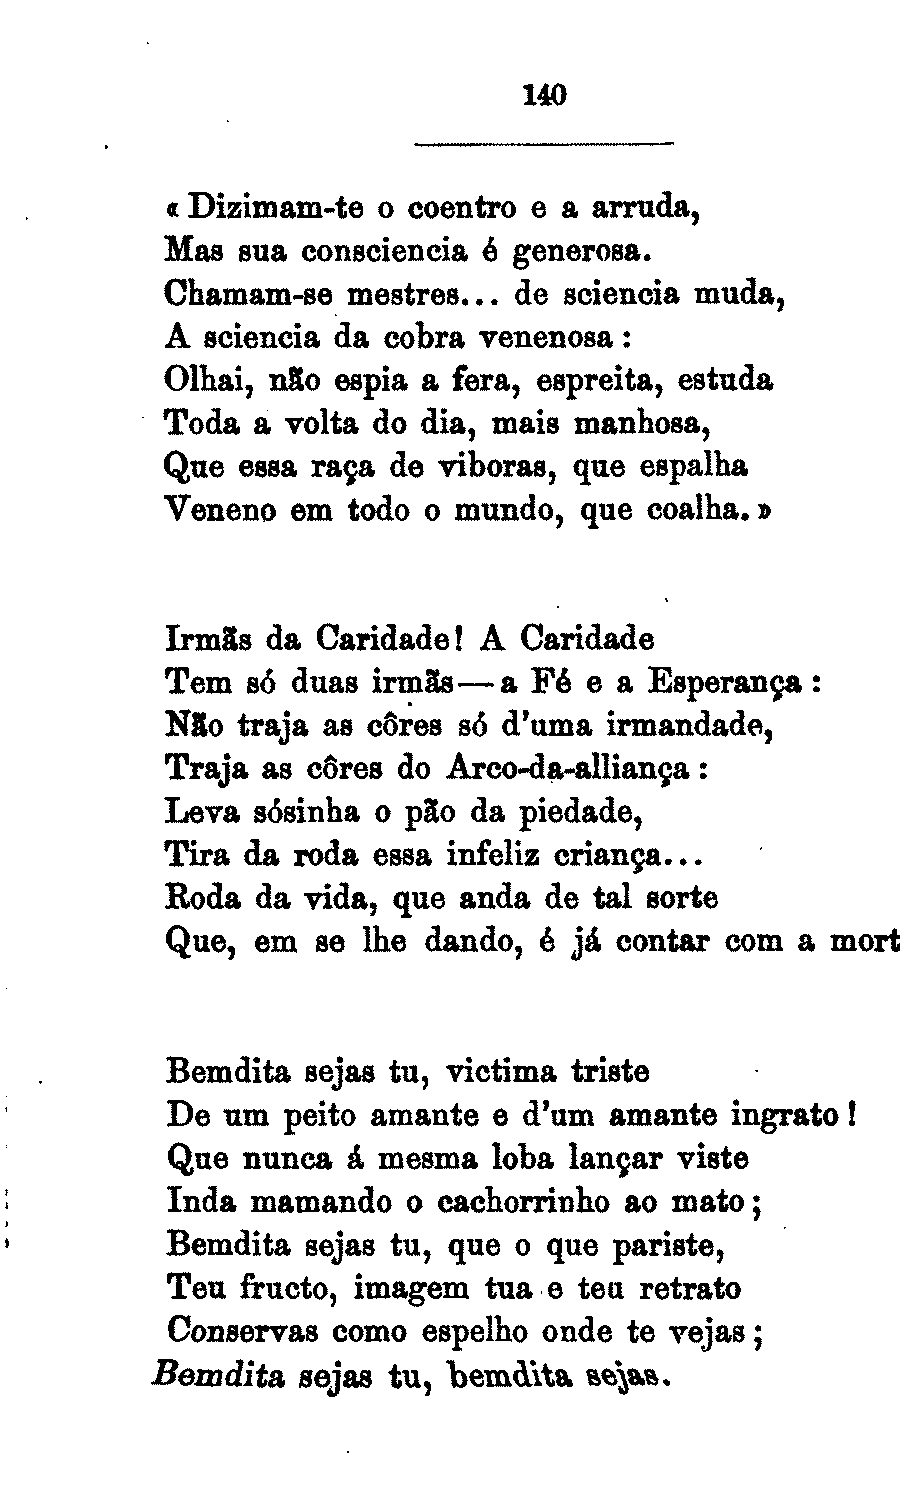 140
« Dizimam-te o coentro e a arruda,
Mas sua consciencia é generosa.
Chamam-se mestres... de sciencia muda,
A sciencia da cobra venenosa :
Olhai, não espia a fera, espreita, estuda
Toda a volta do dia, mais manhosa,
Que essa raça de viboras, que espalha
Veneno em todo o mundo, que coalha. »
Irmãs da Caridade! A Caridade
Tem só duas irmãs — a Fé e a Esperança :
Não traja as côres só d'uma irmandade,
Traja as côres do Arco-da-alliança :
Leva sósinha o pão da piedade,
Tira da roda essa infeliz criança...
Roda da vida, que anda de tal sorte
Que, em se lhe dando, é já contar com a mort
Bemdita sejas tu, victima triste
De um peito amante e d'um amante ingrato !
Que nunca á mesma loba lançar viste
Inda mamando o cachorrinho ao mato ;
Bemdita sejas tu, que o que pariste,
Teu fructo, imagem tua e teu retrato
Conservas como espelho onde te vejas ;
Bemdita sejas tu, bemdita sejas.